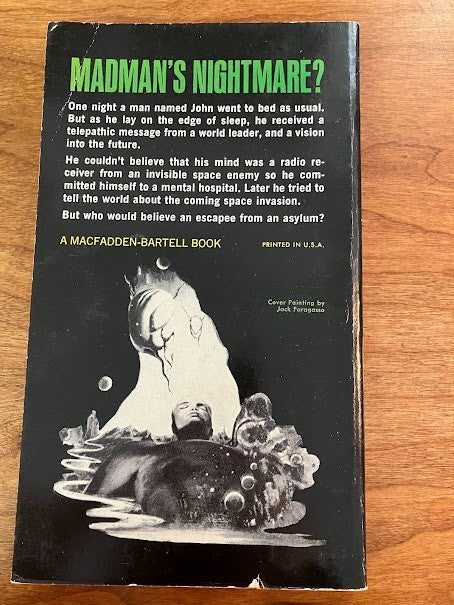 MADMAN'S NIGHTMARE?
One night a man named John went to bed as usual.
But as he lay on the edge of sleep, he received a
telepathic message from a world leader, and a vision
into the future.
He couldn't believe that his mind was a radio re-
ceiver from an invisible space enemy so he com-
mitted himself to a mental hospital. Later he tried to
tell the world about the coming space invasion.
But who would believe an escapee from an asylum?
A MACFADDEN-BARTELL BOOK
PRINTED IN U.S.A.
Cover Painting by
Jack Faragasso